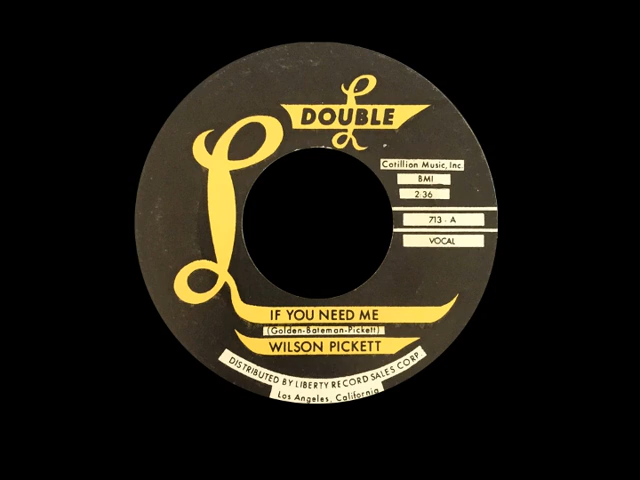 DOUBLE L
L
Cotillion Music, Inc.
BMI
2:36
713 - A
VOCAL
IF YOU NEED ME
(Golden-Bateman-Pickett)
WILSON PICKETT
DISTRIBUTED BY LIBERTY RECORD SALES CORP.
Los Angeles, California